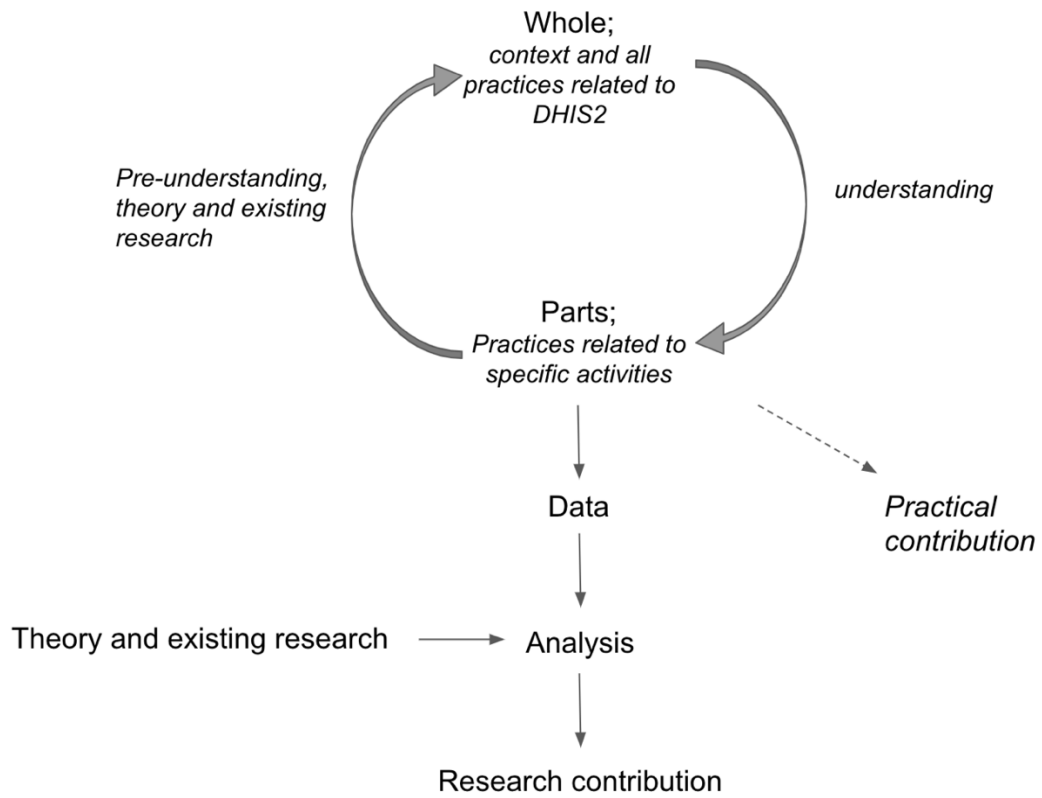 Whole;
context and all
practices related to
DHIS2
Pre-understanding,
theory and existing
research
understanding
Parts;
Practices related to
specific activities
Data
Practical
contribution
Theory and existing research
Analysis
Research contribution